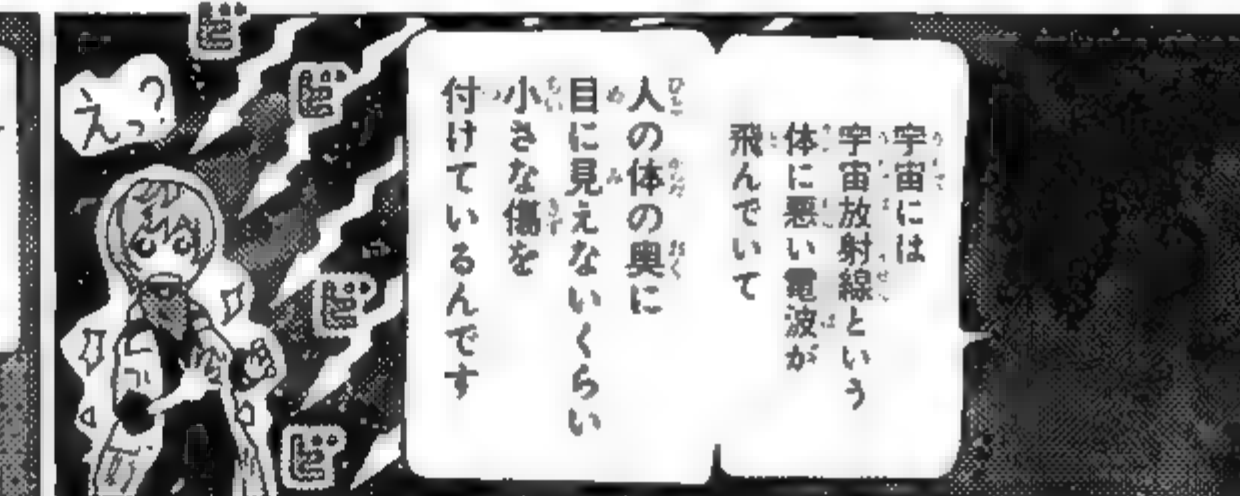 宇宙には
宇宙放射線という
体に悪い電波が
飛んでいて
人の体の奥に
目に見えないくらい
小さな傷を
付けているんです
えっ?
ビ
ビ
ビ
ビ